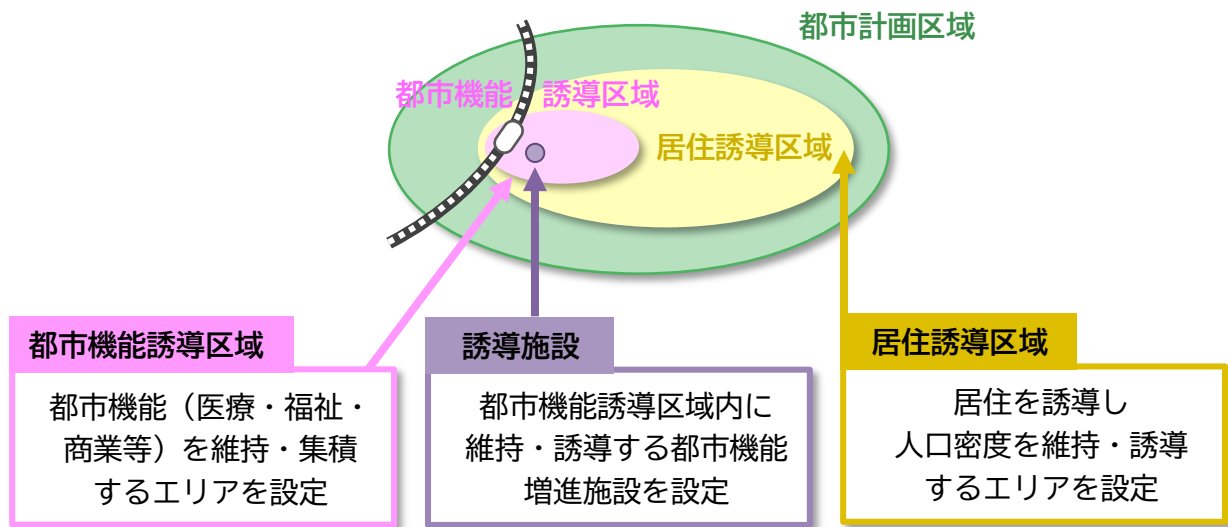 都市計画区域
都市機能 誘導区域
居住誘導区域
都市機能誘導区域
都市機能（医療・福祉・
商業等）を維持・集積
するエリアを設定
誘導施設
都市機能誘導区域内に
維持・誘導する都市機能
増進施設を設定
居住誘導区域
居住を誘導し
人口密度を維持・誘導
するエリアを設定